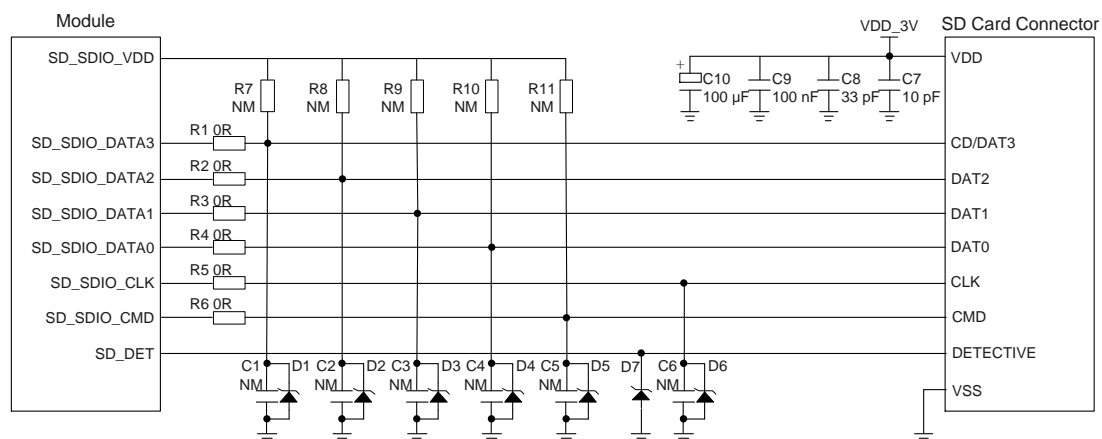 Module
VDD_3V
SD Card Connector
SD_SDIO_VDD
VDD
R7
NM
R8
NM
R9
NM
R10
NM
R11
NM
+
C10
100 µF
C9
100 nF
C8
33 pF
C7
10 pF
R1 0R
SD_SDIO_DATA3
CD/DAT3
R2 0R
SD_SDIO_DATA2
DAT2
R3 0R
SD_SDIO_DATA1
DAT1
R4 0R
SD_SDIO_DATA0
DAT0
R5 0R
SD_SDIO_CLK
CLK
R6 0R
SD_SDIO_CMD
CMD
SD_DET
DETECTIVE
C1
NM
D1
C2
NM
D2
C3
NM
D3
C4
NM
D4
C5
NM
D5
D7
C6
NM
D6
VSS